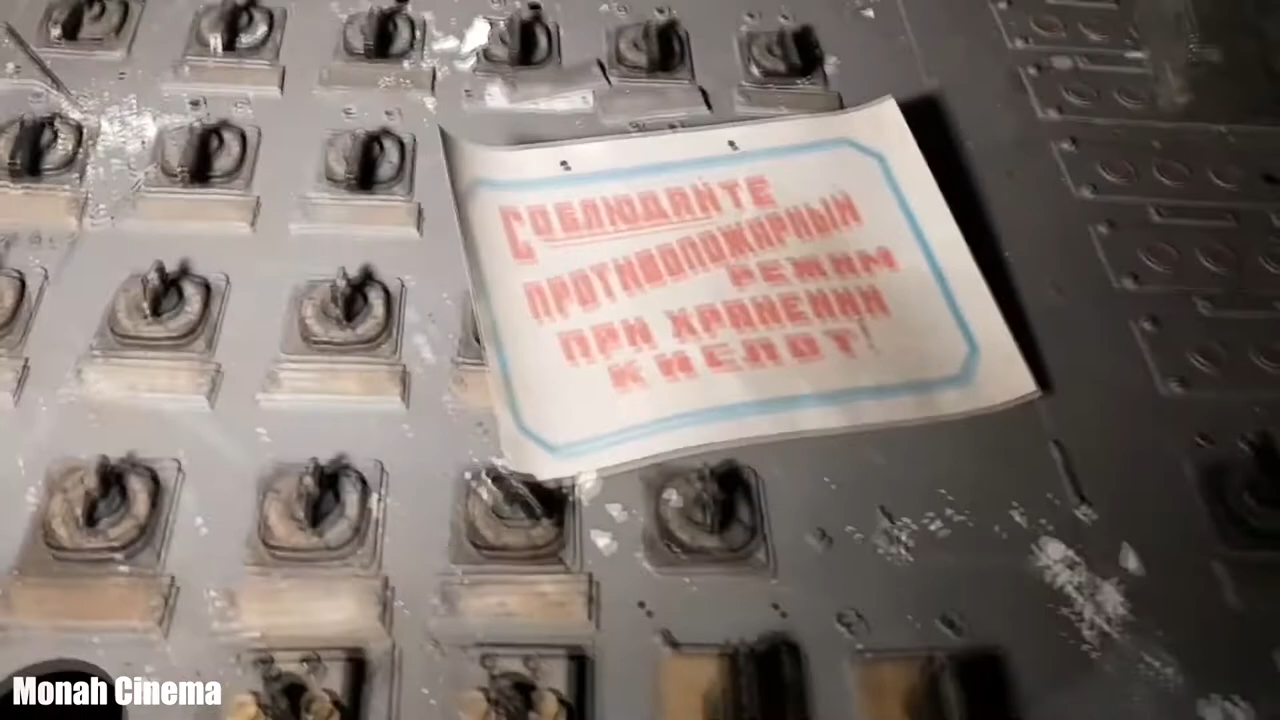 СОБЛЮДАЙТЕ
ПРОТИВОПОЖАРНЫЙ
РЕЖИМ
ПРИ ХРАНЕНИИ
КИСЛОТ!
Monah Cinema